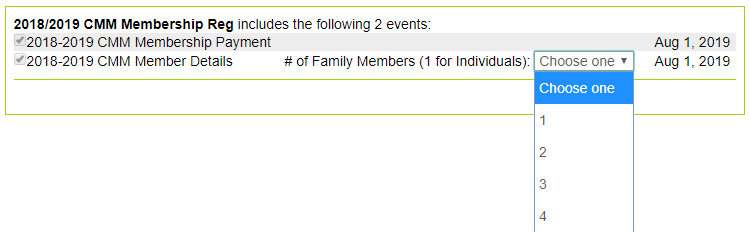 2018/2019 CMM Membership Reg includes the following 2 events:
2018-2019 CMM Membership Payment Aug 1, 2019
2018-2019 CMM Member Details # of Family Members (1 for Individuals): Choose one Aug 1, 2019
Choose one
1
2
3
4